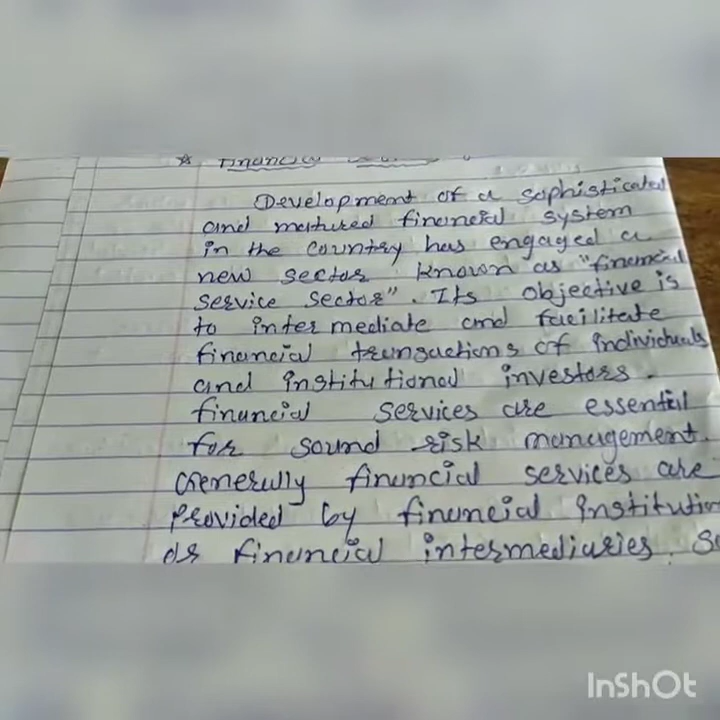 Financial
Development of a sophisticated
and matured financial system
in the country has engaged a
new sector known as "financial
service sector". Its objective is
to intermediate and facilitate
financial transactions of individuals
and institutional investors.
financial services are essential
for sound risk management.
Generally financial services are
provided by financial institution
or financial intermediaries. So
InShOt